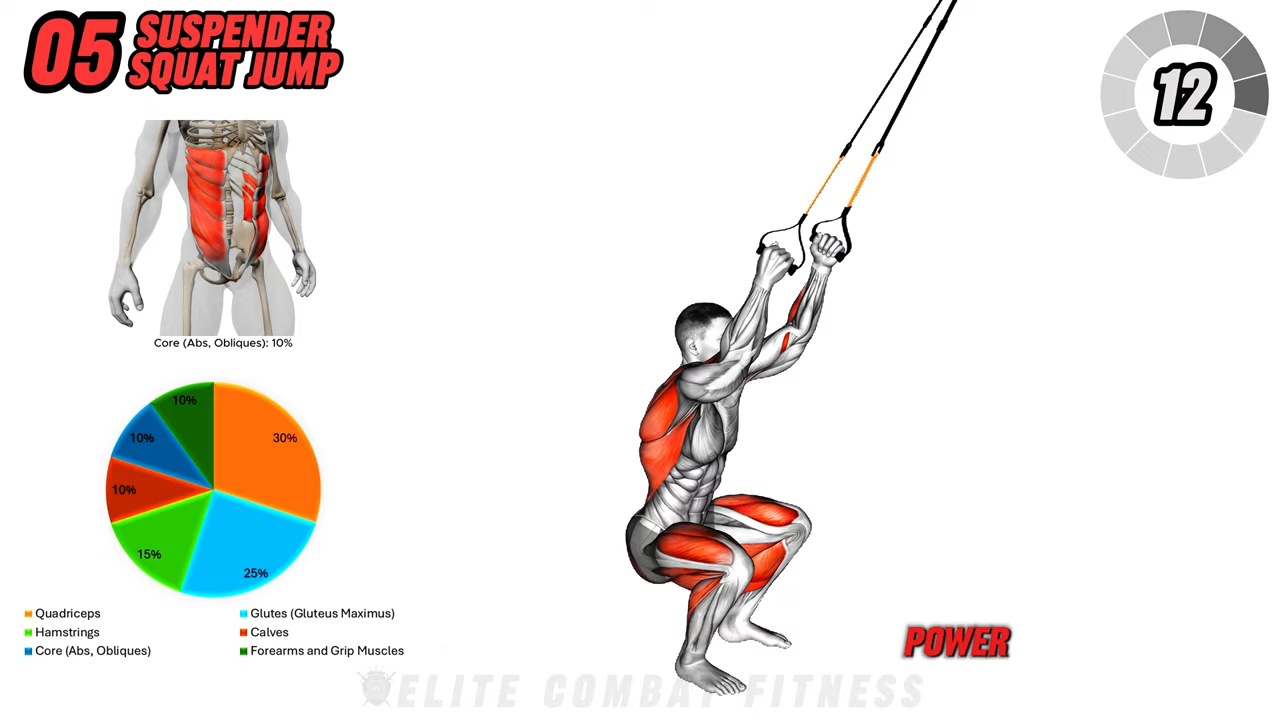 05
SUSPENDER
SQUAT JUMP
12
Core (Abs, Obliques): 10%
10%
30%
10%
10%
15%
25%
Quadriceps
Glutes (Gluteus Maximus)
Hamstrings
Calves
Core (Abs, Obliques)
Forearms and Grip Muscles
POWER
ELITE COMBAT FITNESS